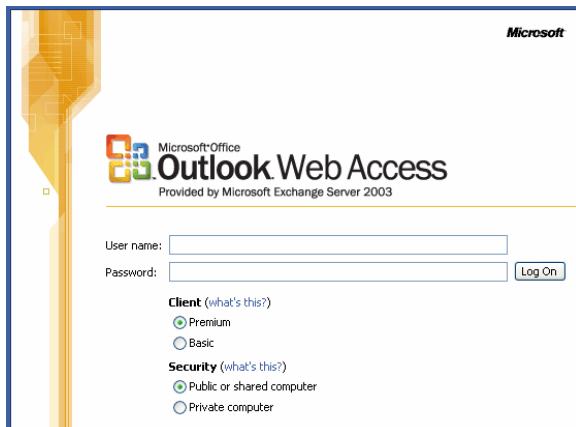 Microsoft
Microsoft Office
Outlook Web Access
Provided by Microsoft Exchange Server 2003
User name:
Password:
Log On
Client (what's this?)
Premium
Basic
Security (what's this?)
Public or shared computer
Private computer